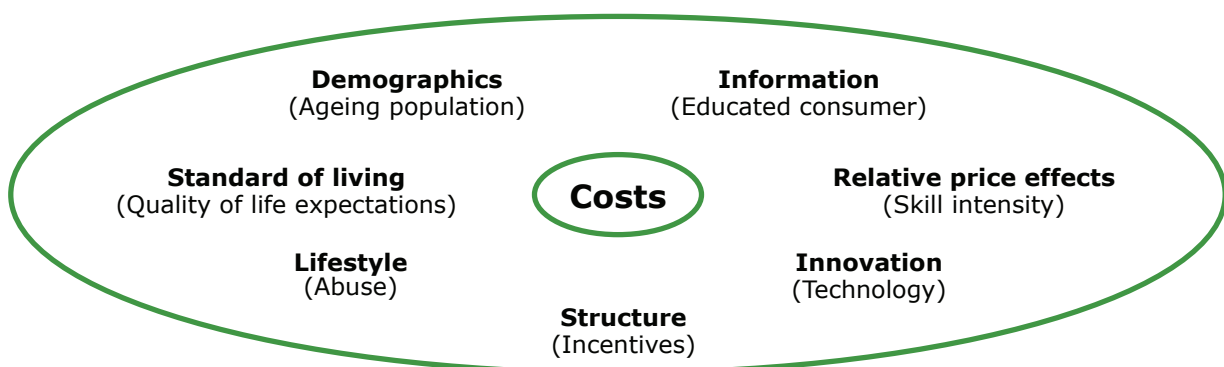 Demographics
(Ageing population)
Information
(Educated consumer)
Standard of living
(Quality of life expectations)
Costs
Relative price effects
(Skill intensity)
Lifestyle
(Abuse)
Innovation
(Technology)
Structure
(Incentives)